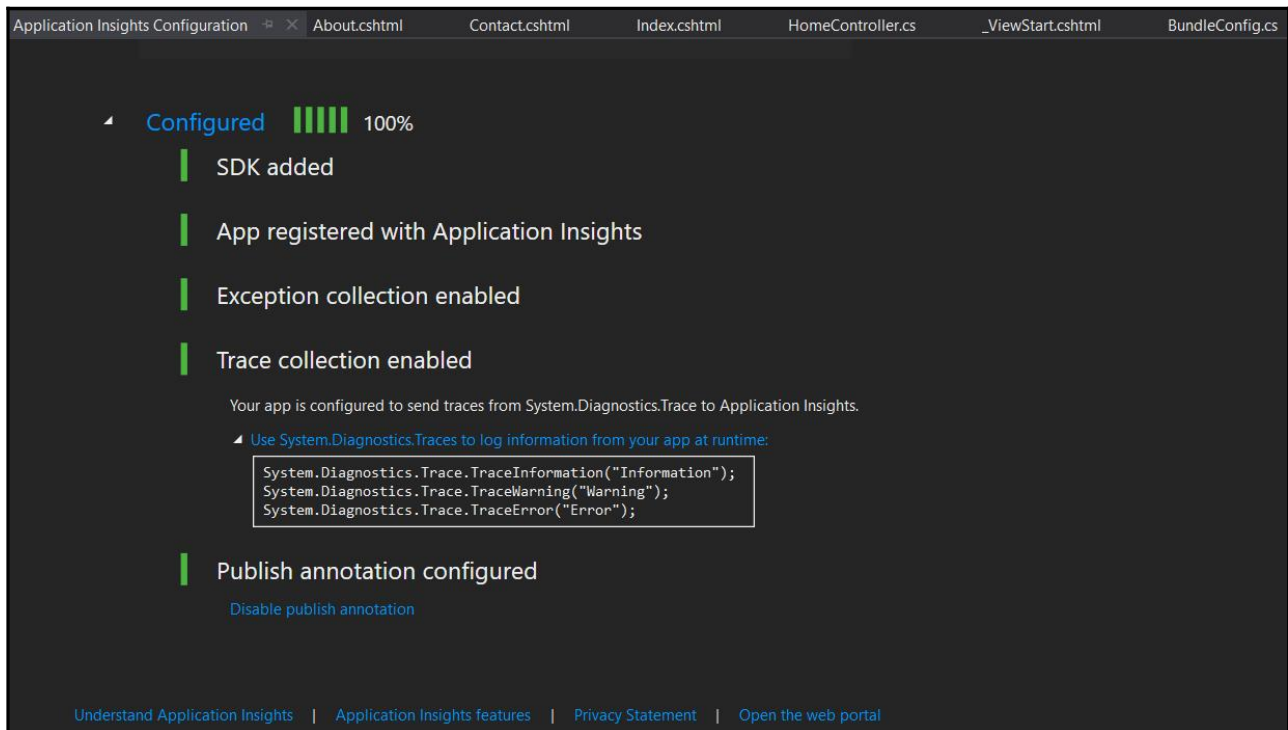 Application Insights Configuration About.cshtml Contact.cshtml Index.cshtml HomeController.cs _ViewStart.cshtml BundleConfig.cs
Configured 100%
SDK added
App registered with Application Insights
Exception collection enabled
Trace collection enabled
Your app is configured to send traces from System.Diagnostics.Trace to Application Insights.
Use System.Diagnostics.Traces to log information from your app at runtime:
System.Diagnostics.Trace.TraceInformation("Information");
System.Diagnostics.Trace.TraceWarning("Warning");
System.Diagnostics.Trace.TraceError("Error");
Publish annotation configured
Disable publish annotation
Understand Application Insights | Application Insights features | Privacy Statement | Open the web portal